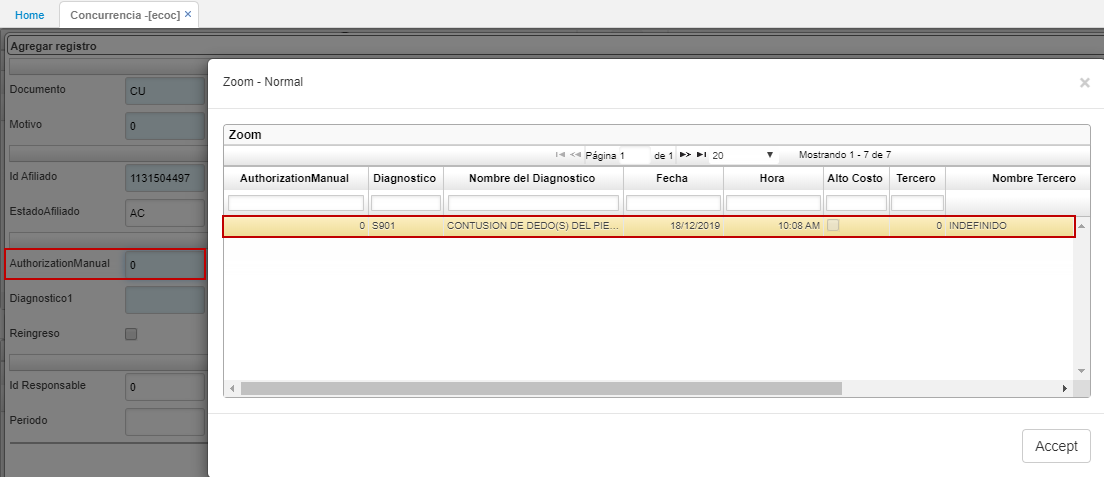 Home
Concurrencia -[ecoc] ×
Agregar registro
Documento CU
Motivo 0
Id Afiliado 1131504497
EstadoAfiliado AC
AuthorizationManual 0
Diagnostico1
Reingreso
Id Responsable 0
Periodo
Zoom - Normal ×
Zoom
Página 1 de 1 20 Mostrando 1 - 7 de 7
AuthorizationManual Diagnostico Nombre del Diagnostico Fecha Hora Alto Costo Tercero Nombre Tercero
0 S901 CONTUSION DE DEDO(S) DEL PIE... 18/12/2019 10:08 AM 0 INDEFINIDO
Accept